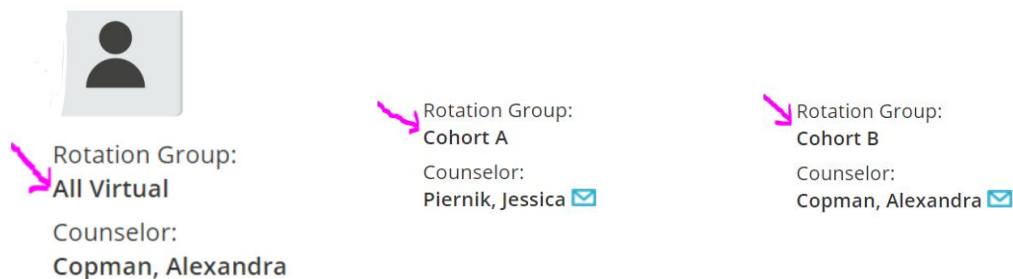 Rotation Group:
All Virtual
Counselor:
Copman, Alexandra
Rotation Group:
Cohort A
Counselor:
Piernik, Jessica
Rotation Group:
Cohort B
Counselor:
Copman, Alexandra